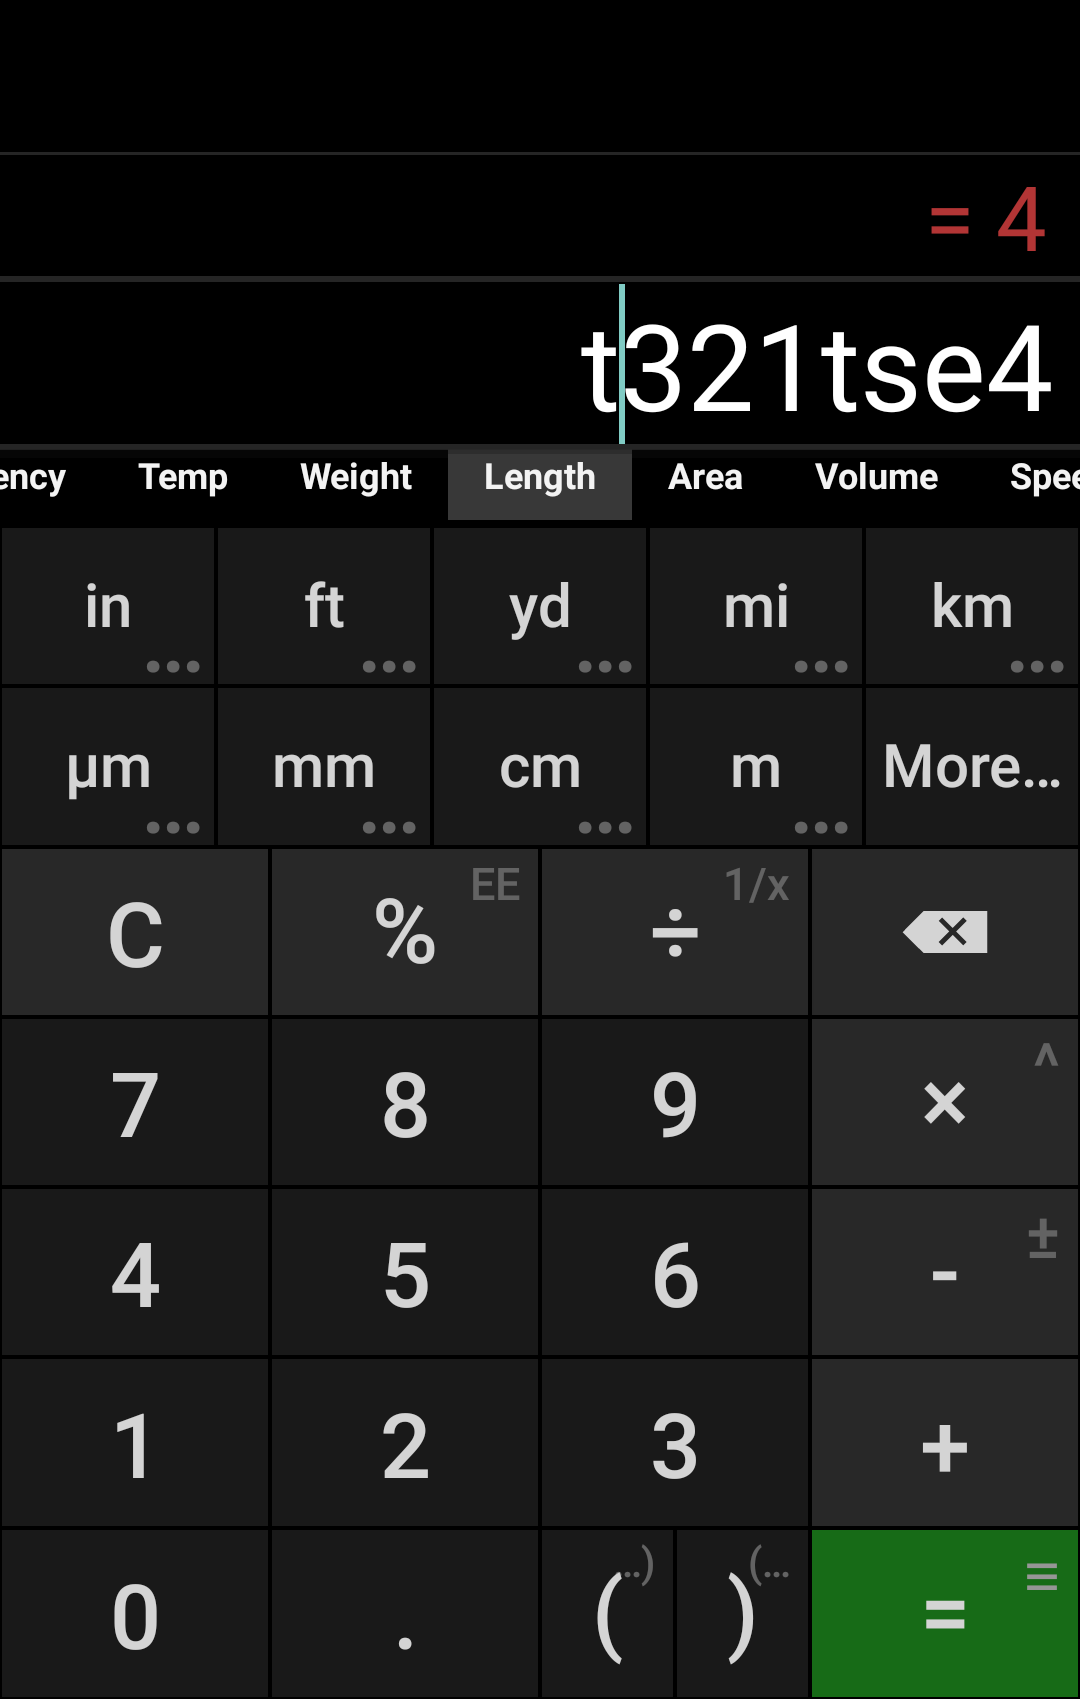 = 4
t321tse4
ency Temp Weight Length Area Volume Spee
in ft yd mi km
... ... ... ... ...
µm mm cm m More...
... ... ... ...
C % EE ÷ 1/x
7 8 9 × ^
4 5 6 - ±
1 2 3 +
0 . ( ..) ) (... = ≡